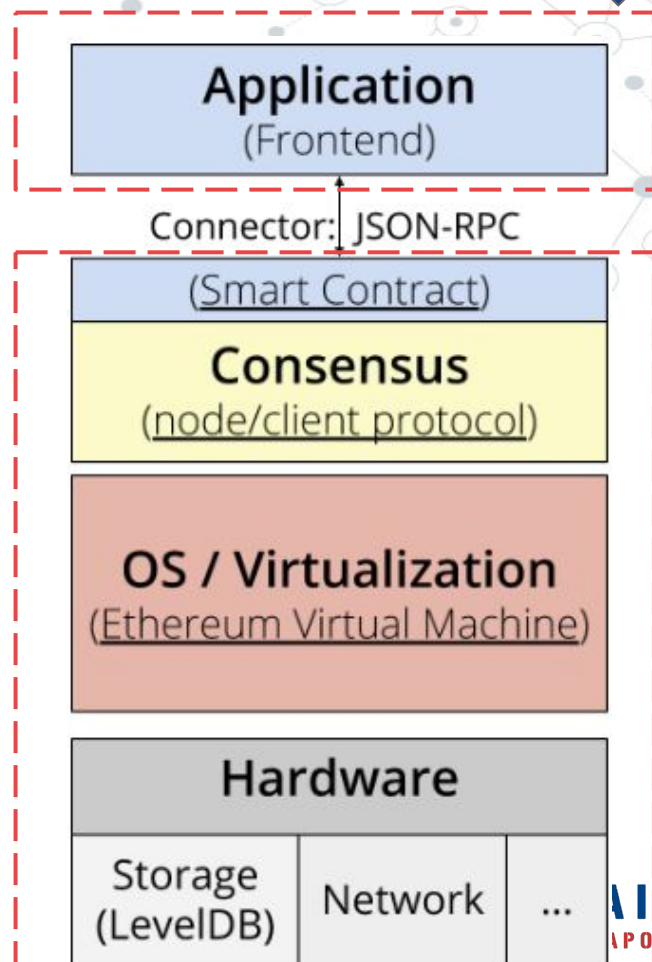 Application
(Frontend)
Connector: JSON-RPC
(Smart Contract)
Consensus
(node/client protocol)
OS / Virtualization
(Ethereum Virtual Machine)
Hardware
Storage
(LevelDB)
Network
...